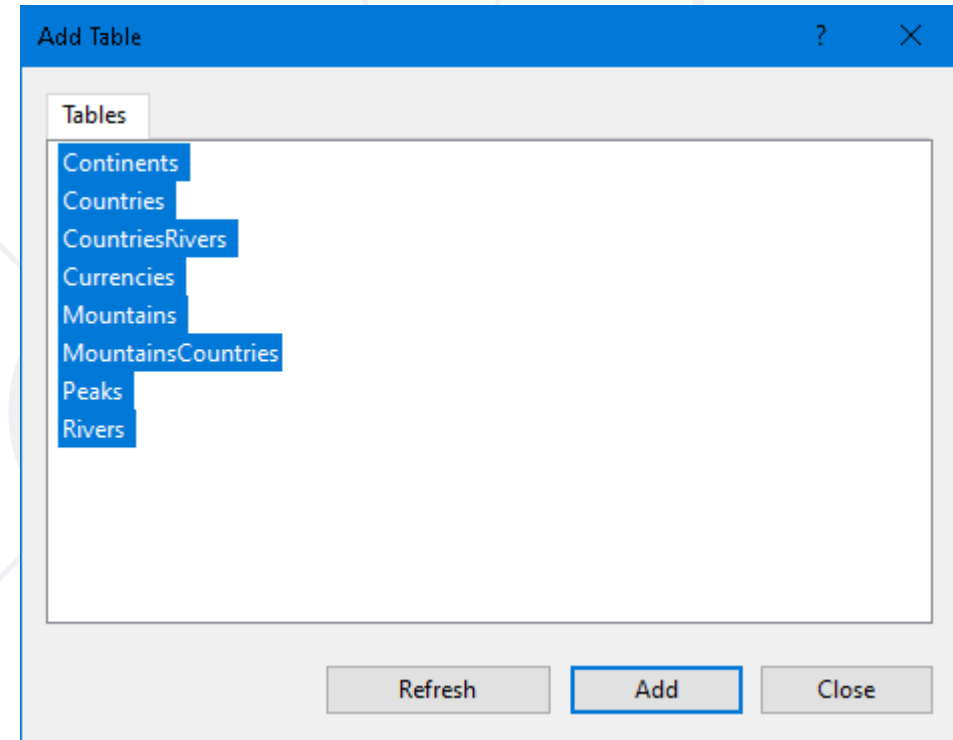 Add Table ?
Tables
Continents
Countries
CountriesRivers
Currencies
Mountains
MountainsCountries
Peaks
Rivers
Refresh Add Close